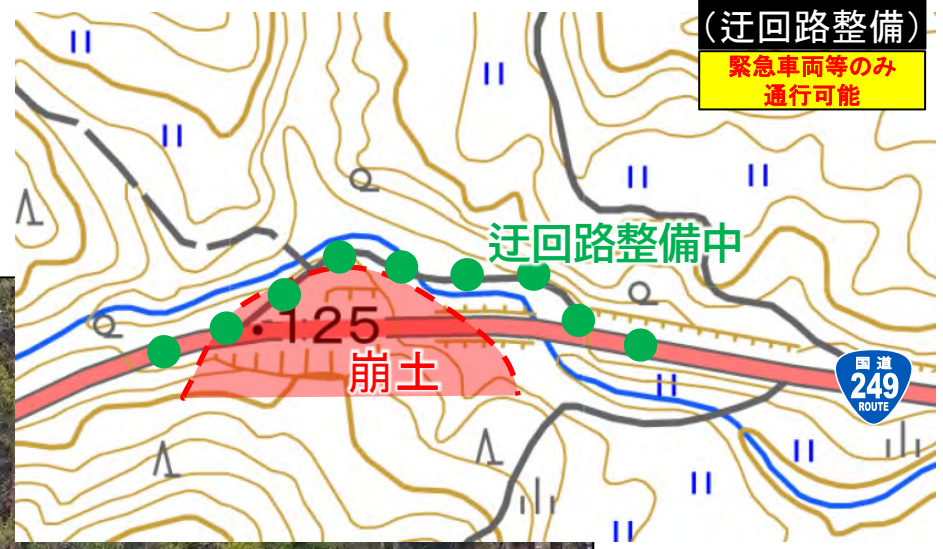 (迂回路整備)
緊急車両等のみ
通行可能
迂回路整備中
・125
崩土
国道
249
ROUTE